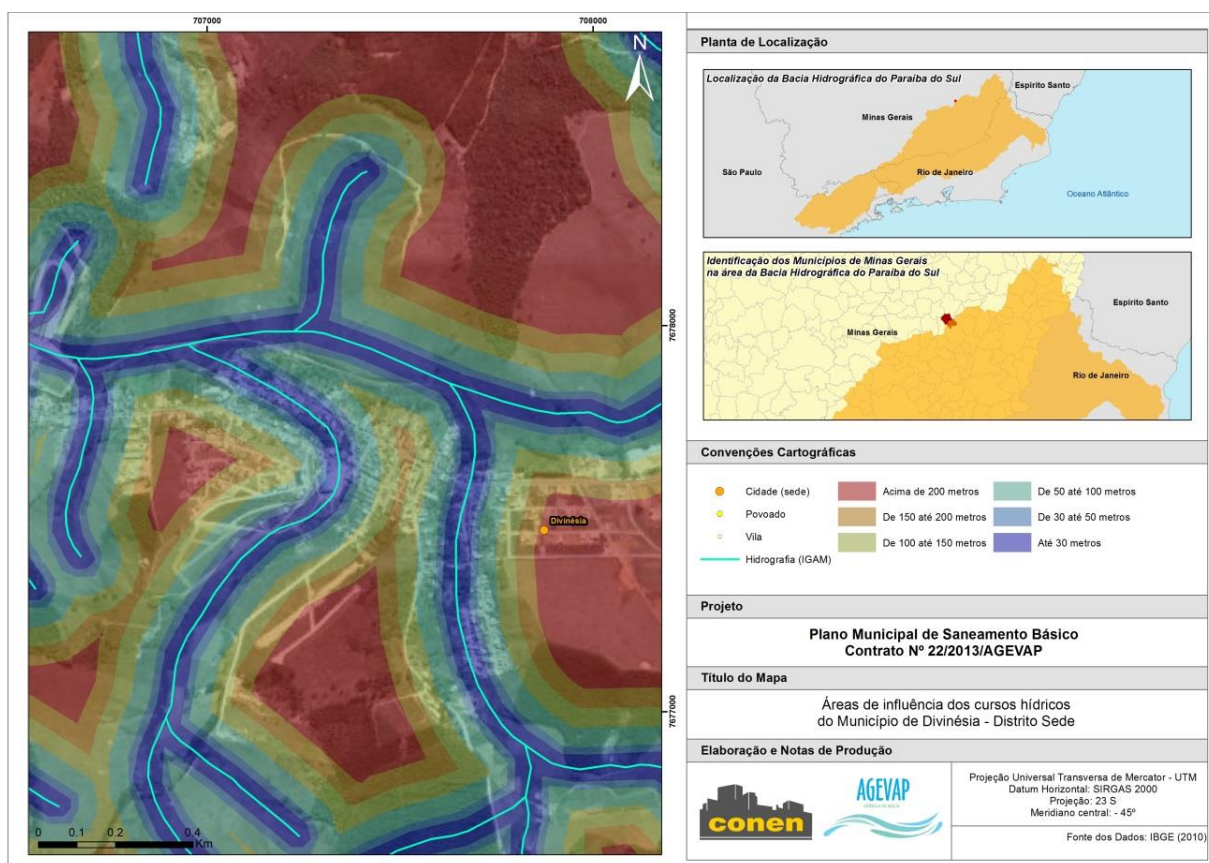 707000
708000
N
7678000
Divinésia
7677000
0 0.1 0.2 0.4
Km
Planta de Localização
Localização da Bacia Hidrográfica do Paraíba do Sul
Espírito Santo
Minas Gerais
São Paulo
Rio de Janeiro
Oceano Atlântico
Identificação dos Municípios de Minas Gerais
na área da Bacia Hidrográfica do Paraíba do Sul
Espírito Santo
Minas Gerais
Rio de Janeiro
Convenções Cartográficas
Cidade (sede)
Povoado
Vila
Hidrografia (IGAM)
Acima de 200 metros
De 150 até 200 metros
De 100 até 150 metros
De 50 até 100 metros
De 30 até 50 metros
Até 30 metros
Projeto
Plano Municipal de Saneamento Básico
Contrato Nº 22/2013/AGEVAP
Título do Mapa
Áreas de influência dos cursos hídricos
do Município de Divinésia - Distrito Sede
Elaboração e Notas de Produção
conen
AGEVAP
Projeção Universal Transversa de Mercator - UTM
Datum Horizontal: SIRGAS 2000
Projeção: 23 S
Meridiano central: - 45º
Fonte dos Dados: IBGE (2010)